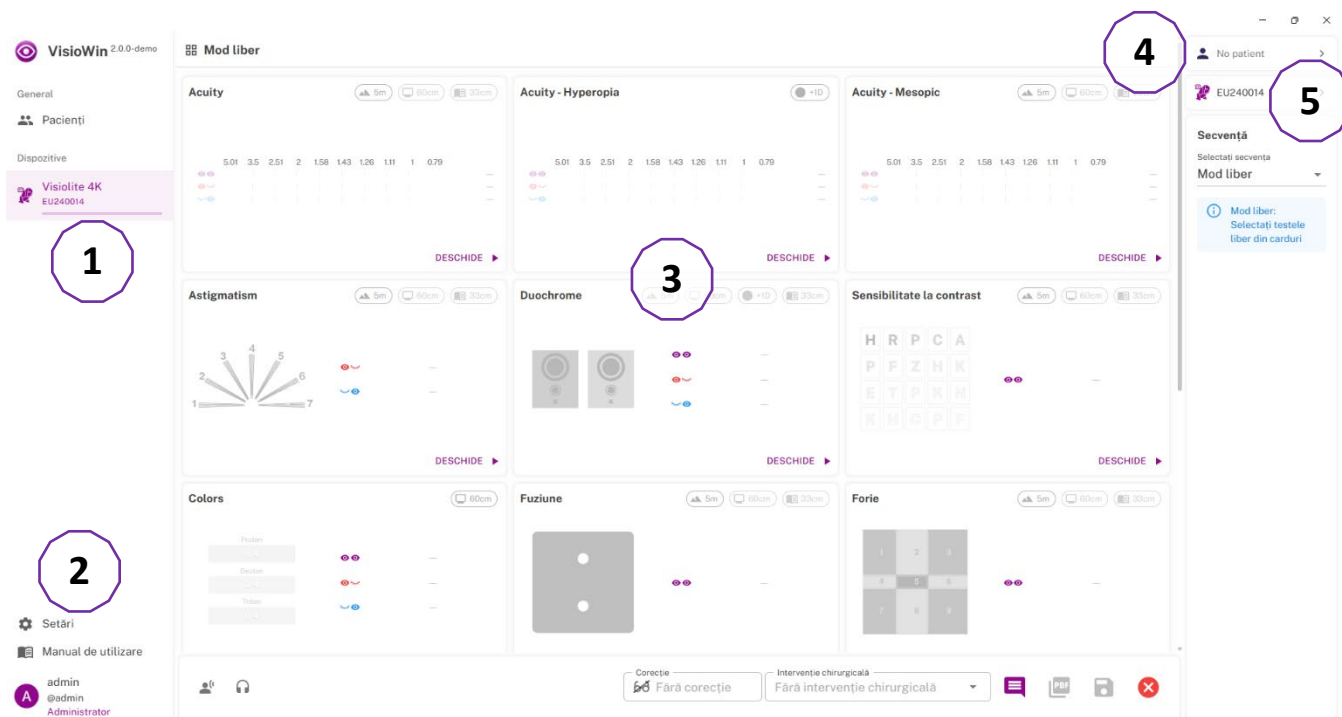 VisioWin 2.0.0-demo
General
Pacienți
Dispozitive
Visiolite 4K
EU240014
1
2
Setări
Manual de utilizare
A
admin
@admin
Administrator
Mod liber
Acuity
5m 60cm 33cm
5.01 3.5 2.51 2 1.58 1.43 1.26 1.11 1 0.79
DESCHIDE
Acuity - Hyperopia
+1D
5.01 3.5 2.51 2 1.58 1.43 1.26 1.11 1 0.79
DESCHIDE
Acuity - Mesopic
5m 60cm
5.01 3.5 2.51 2 1.58 1.43 1.26 1.11 1 0.79
DESCHIDE
3
Astigmatism
5m 60cm 33cm
1 2 3 4 5 6 7
DESCHIDE
Duochrome
+1D 33cm
DESCHIDE
Sensibilitate la contrast
5m 60cm 33cm
H R P C A
P F Z H K
E T P K H
K H G P F
DESCHIDE
Colors
60cm
Protan
Deutan
Tritan
Fuziune
5m 60cm 33cm
Forie
5m 60cm 33cm
1 2 3
4 5 6
7 8 9
Corecție
Fără corecție
Intervenție chirurgicală
Fără intervenție chirurgicală
PDF
4
No patient
EU240014
5
Secvență
Selectați secvența
Mod liber
Mod liber:
Selectați testele
liber din carduri